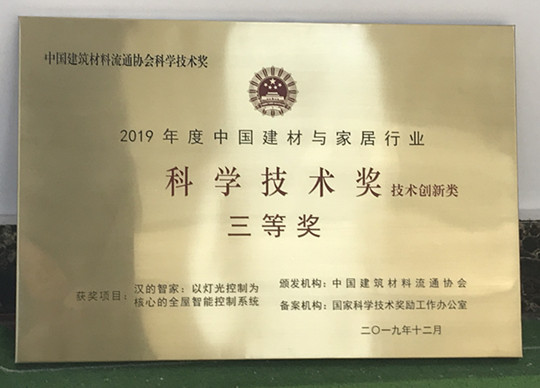 中国建筑材料流通协会科学技术奖
2019年度中国建材与家居行业
科学技术奖 技术创新类
三等奖
获奖项目：汉的智家：以灯光控制为
核心的全屋智能控制系统
颁发机构：中国建筑材料流通协会
备案机构：国家科学技术奖励工作办公室
二〇一九年十二月